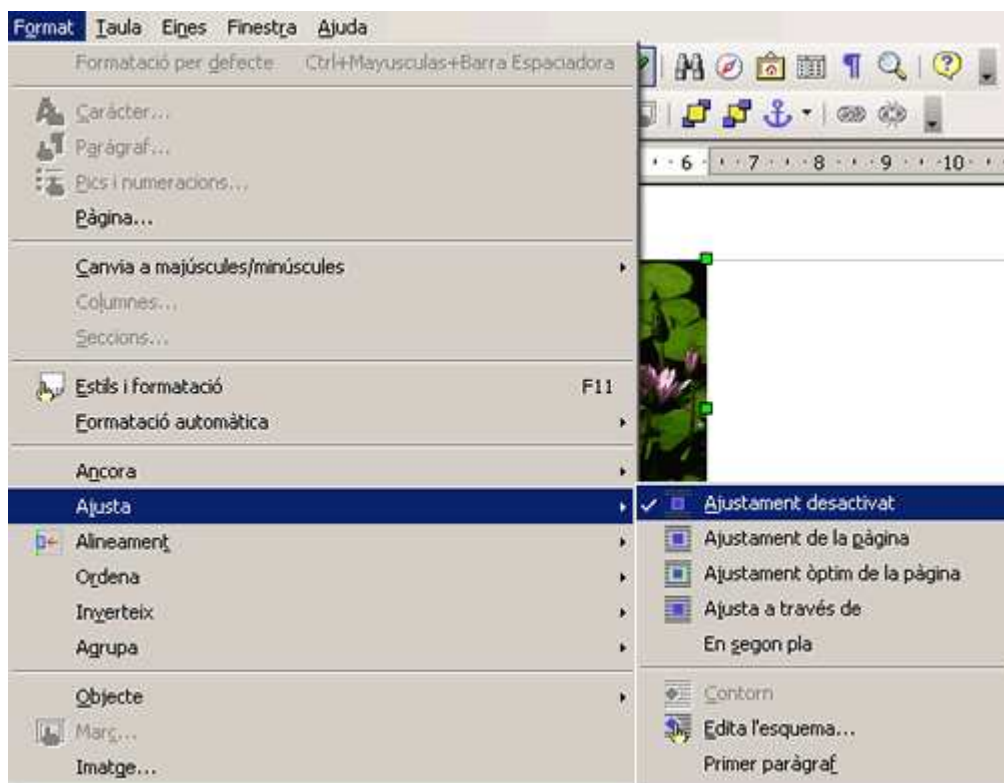 Format Taula Eines Finestra Ajuda
Formatació per defecte Ctrl+Mayusculas+Barra Espaciadora
Caràcter...
Paràgraf...
Pics i numeracions...
Pàgina...
6 7 8 9 10
Canvia a majúscules/minúscules
Columnes...
Seccions...
Estils i formatació F11
Formatació automàtica
Ancora
Ajusta
Ajustament desactivat
Alineament
Ajustament de la pàgina
Ordena
Ajustament òptim de la pàgina
Inverteix
Ajusta a través de
Agrupa
En segon pla
Objecte
Contorn
Marc...
Edita l'esquema...
Imatge...
Primer paràgraf